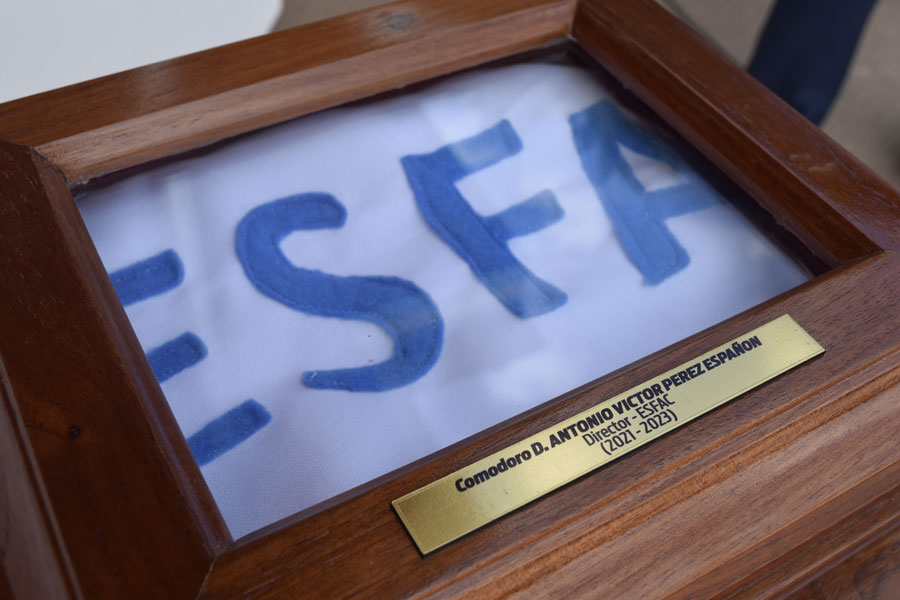 ESFA
Comodoro D. ANTONIO VICTOR PEREZ ESPAÑON
Director - ESFAC
(2021 - 2023)